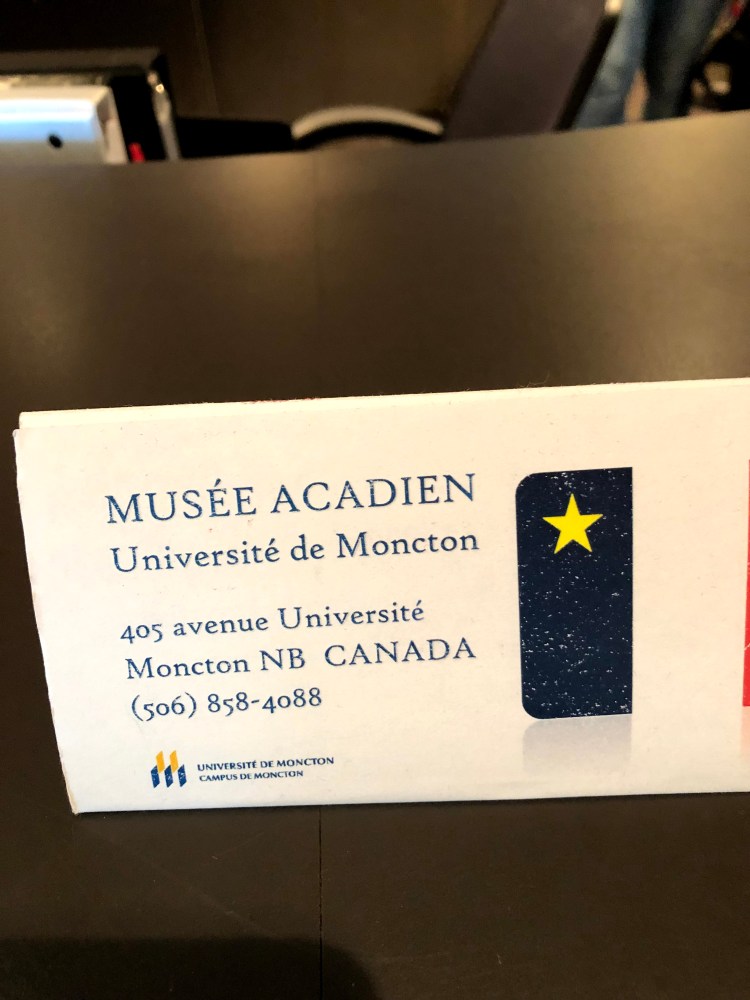 MUSÉE ACADIEN
Université de Moncton
405 avenue Université
Moncton NB CANADA
(506) 858-4088
UNIVERSITÉ DE MONCTON
CAMPUS DE MONCTON